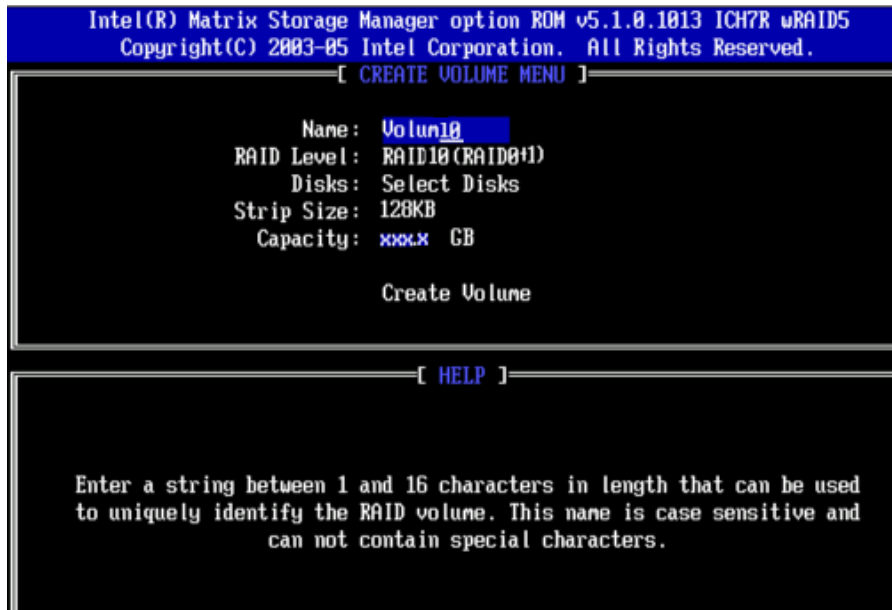 Intel(R) Matrix Storage Manager option ROM v5.1.0.1013 ICH7R wRAID5
Copyright(C) 2003-05 Intel Corporation. All Rights Reserved.
[ CREATE VOLUME MENU ]
Name: Volum10
RAID Level: RAID10(RAID0+1)
Disks: Select Disks
Strip Size: 128KB
Capacity: xxx.x GB
Create Volume
[ HELP ]
Enter a string between 1 and 16 characters in length that can be used
to uniquely identify the RAID volume. This name is case sensitive and
can not contain special characters.